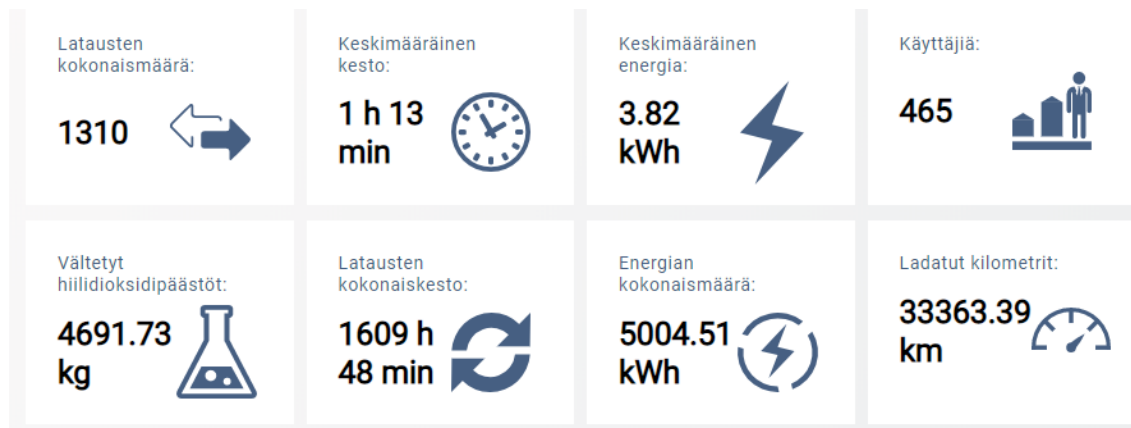 Latausten
kokonaismäärä:
1310
Keskimääräinen
kesto:
1 h 13
min
Keskimääräinen
energia:
3.82
kWh
Käyttäjiä:
465
Vältetyt
hiilidioksidipäästöt:
4691.73
kg
Latausten
kokonaiskesto:
1609 h
48 min
Energian
kokonaismäärä:
5004.51
kWh
Ladatut kilometrit:
33363.39
km